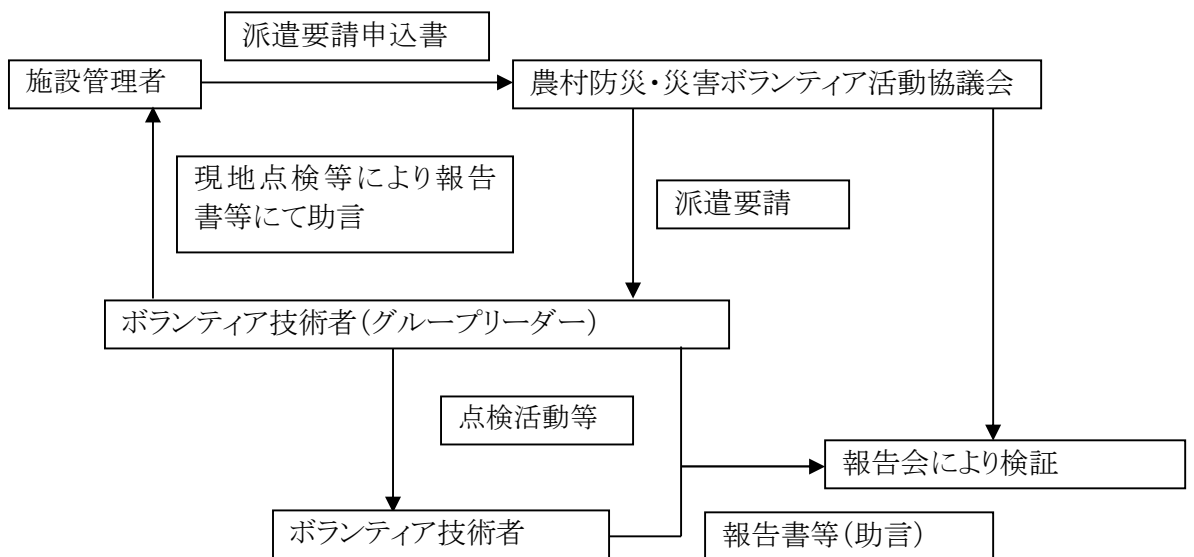 派遣要請申込書
施設管理者
農村防災・災害ボランティア活動協議会
現地点検等により報告
書等にて助言
派遣要請
ボランティア技術者(グループリーダー)
点検活動等
報告会により検証
ボランティア技術者
報告書等(助言)